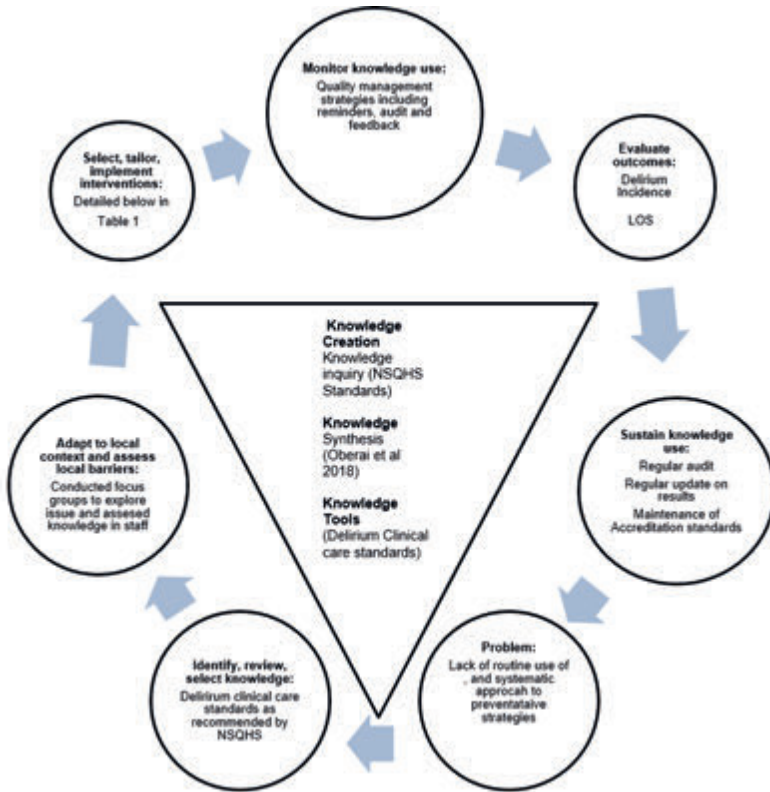 Monitor knowledge use:
Quality management
strategies including
reminders, audit and
feedback
Evaluate
outcomes:
Delirium
Incidence
LOS
Sustain knowledge
use:
Regular audit
Regular update on
results
Maintenance of
Accreditation standards
Problem:
Lack of routine use of
, and systematic
approcah to
preventataive
strategies
Identify, review,
select knowledge:
Delirirum clinical care
standards as
recommended by
NSQHS
Adapt to local
context and assess
local barriers:
Conducted focus
groups to explore
issue and assesed
knowledge in staff
Select, tailor,
implement
interventions:
Detailed below in
Table 1
Knowledge
Creation
Knowledge
inquiry (NSQHS
Standards)
Knowledge
Synthesis
(Oberai et al
2018)
Knowledge
Tools
(Delirium Clinical
care standards)